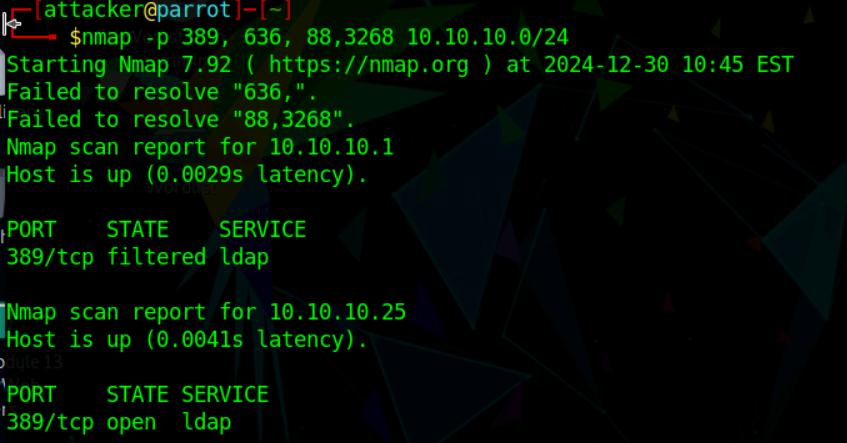 [attacker@parrot]─[~]
$nmap -p 389, 636, 88,3268 10.10.10.0/24
Starting Nmap 7.92 ( https://nmap.org ) at 2024-12-30 10:45 EST
Failed to resolve "636,".
Failed to resolve "88,3268".
Nmap scan report for 10.10.10.1
Host is up (0.0029s latency).
PORT    STATE    SERVICE
389/tcp filtered ldap
Nmap scan report for 10.10.10.25
Host is up (0.0041s latency).
dule 13
PORT    STATE SERVICE
389/tcp open  ldap